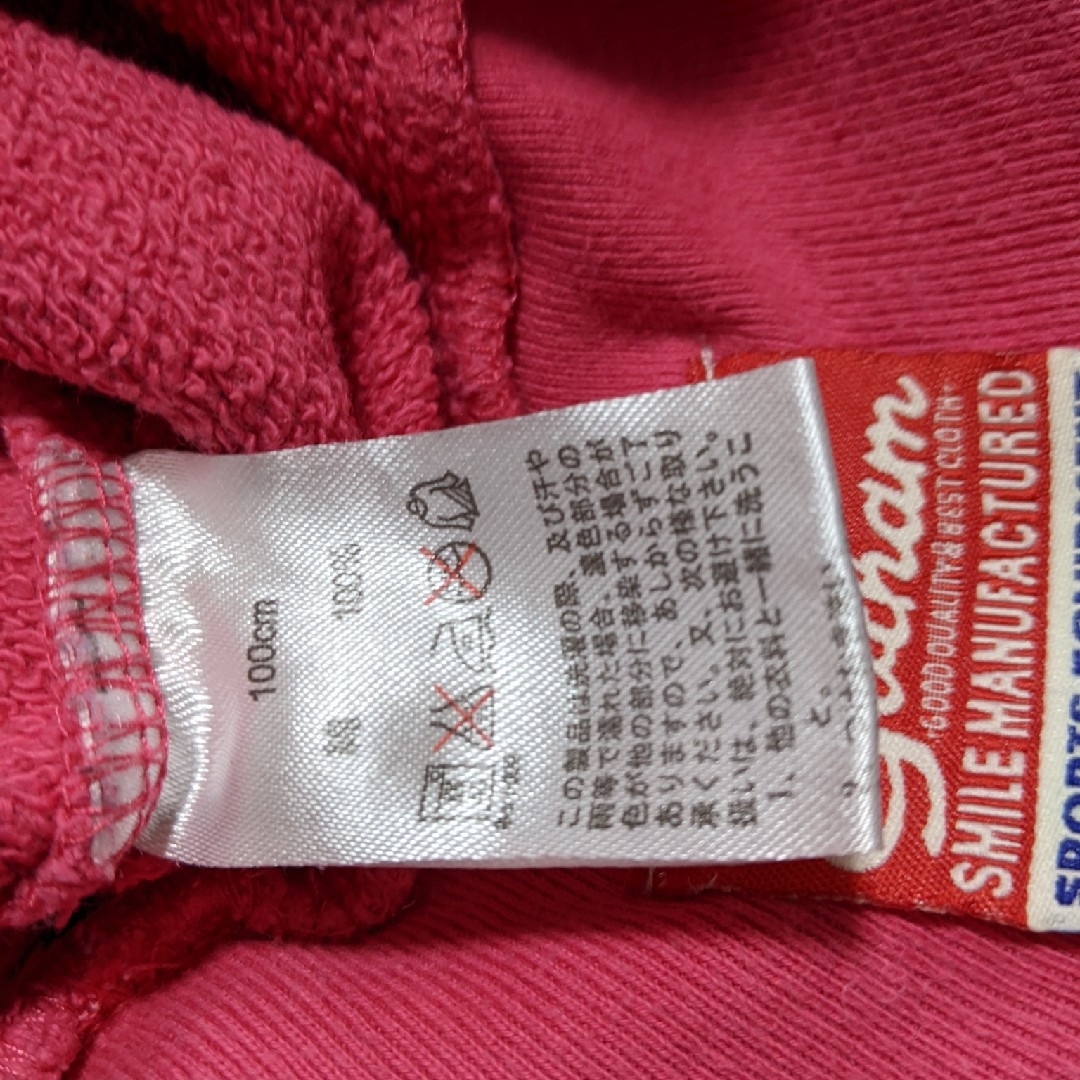 100cm
綿 100%
この製品は洗濯の際、及び汗や
雨等で濡れた場合、濃色部分の
色が他の部分に移染する場合が
ありますので、あしからずご了
承ください。又、次の様な取り
扱いは、絶対にお避け下さい。
1、他の衣料と一緒に洗うこ
と。
GOOD QUALITY & BEST CLOTH
SMILE MANUFACTURED
SPORTS